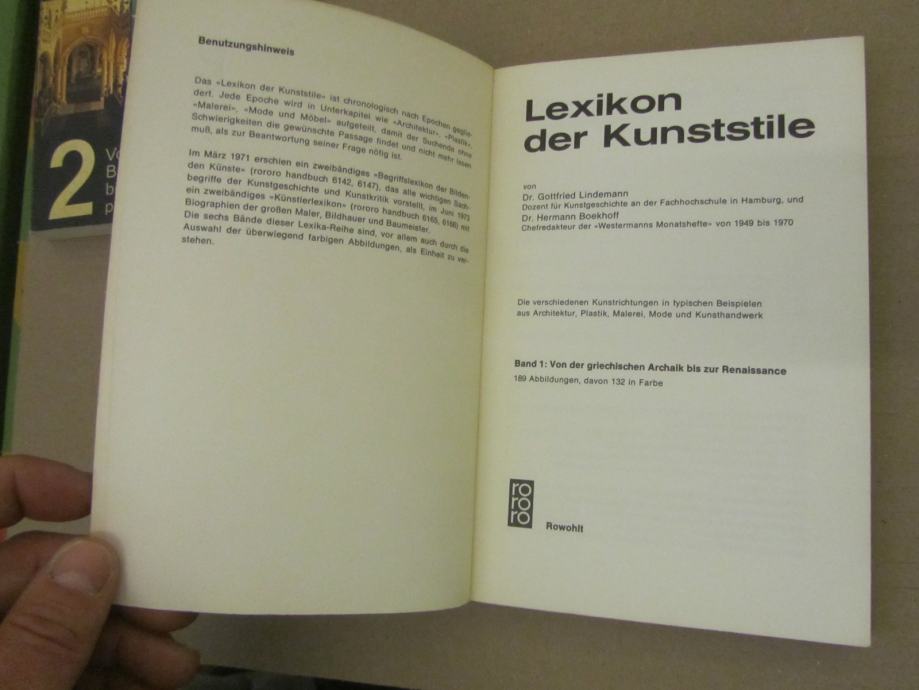 2
Benutzungshinweis
Das «Lexikon der Kunststile» ist chronologisch nach Epochen geglie-
dert. Jede Epoche wird in Unterkapitel wie «Architektur», «Plastik»,
«Malerei», «Mode und Möbel» aufgeteilt, damit der Suchende ohne
Schwierigkeiten die gewünschte Passage findet und nicht mehr lesen
muß, als zur Beantwortung seiner Frage nötig ist.
Im März 1971 erschien ein zweibändiges «Begriffslexikon der Bilden-
den Künste» (rororo handbuch 6142, 6147), das alle wichtigen Sach-
begriffe der Kunstgeschichte und Kunstkritik vorstellt, im Juni 1973
ein zweibändiges «Künstlerlexikon» (rororo handbuch 6165, 6166) mit
Biographien der großen Maler, Bildhauer und Baumeister.
Die sechs Bände dieser Lexika-Reihe sind, vor allem auch durch die
Auswahl der überwiegend farbigen Abbildungen, als Einheit zu ver-
stehen.
Lexikon
der Kunststile
von
Dr. Gottfried Lindemann
Dozent für Kunstgeschichte an der Fachhochschule in Hamburg, und
Dr. Hermann Boekhoff
Chefredakteur der «Westermanns Monatshefte» von 1949 bis 1970
Die verschiedenen Kunstrichtungen in typischen Beispielen
aus Architektur, Plastik, Malerei, Mode und Kunsthandwerk
Band 1: Von der griechischen Archaik bis zur Renaissance
189 Abbildungen, davon 132 in Farbe
ro
ro
ro
Rowohlt